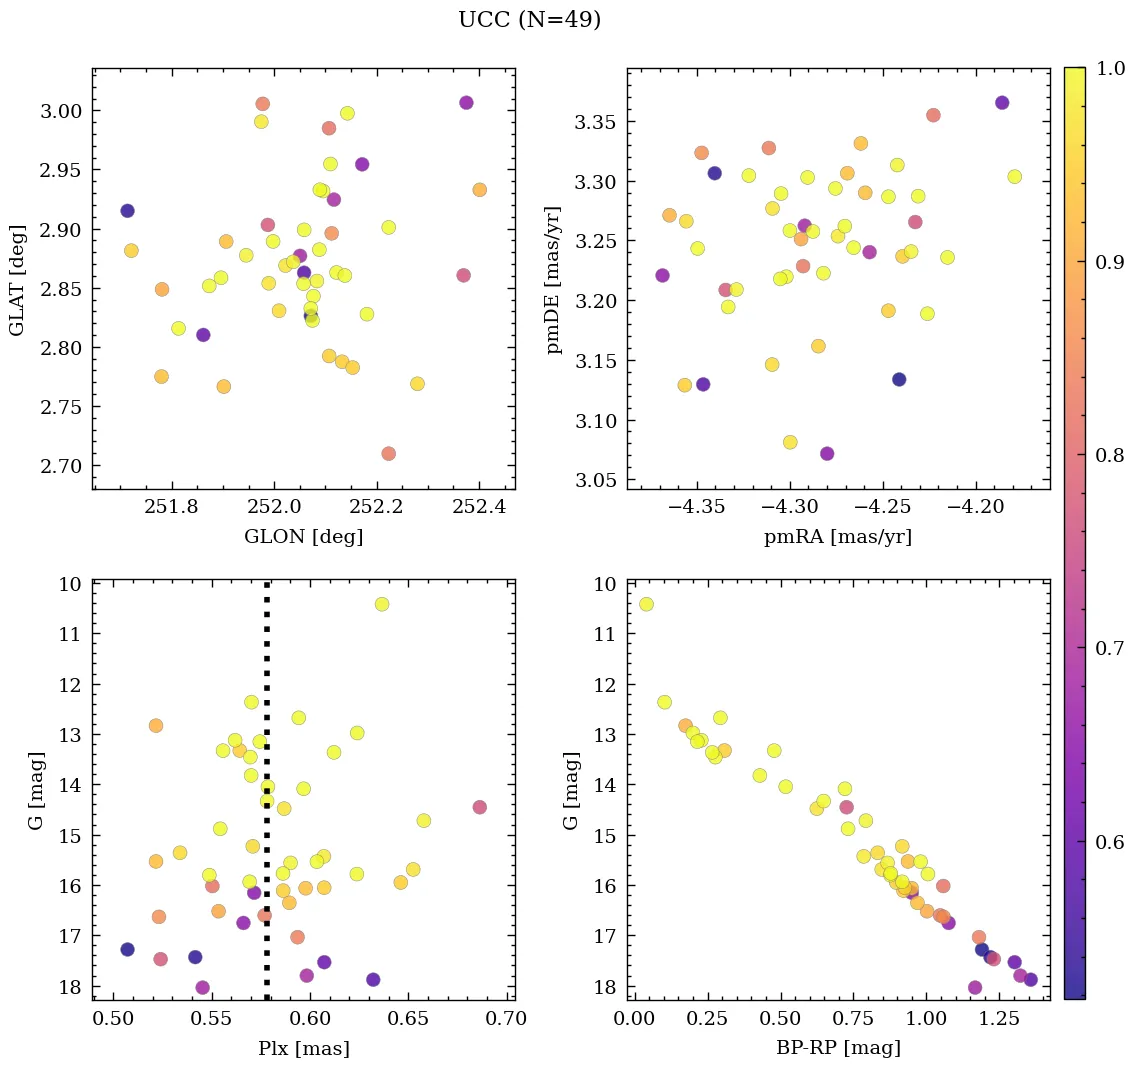 UCC (N=49)
3.00
2.95
2.90
2.85
2.80
2.75
2.70
GLAT [deg]
251.8 252.0 252.2 252.4
GLON [deg]
3.35
3.30
3.25
3.20
3.15
3.10
3.05
pmDE [mas/yr]
−4.35 −4.30 −4.25 −4.20
pmRA [mas/yr]
10
11
12
13
14
15
16
17
18
G [mag]
0.50 0.55 0.60 0.65 0.70
Plx [mas]
10
11
12
13
14
15
16
17
18
G [mag]
0.00 0.25 0.50 0.75 1.00 1.25
BP-RP [mag]
1.0
0.9
0.8
0.7
0.6